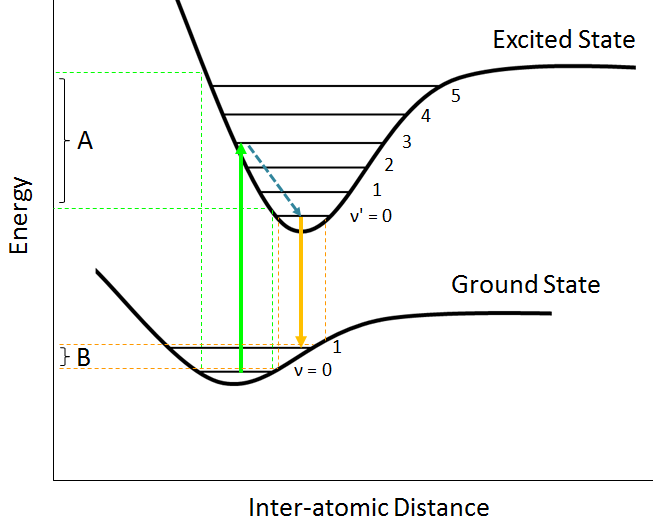 Excited State
5
4
3
2
1
ν' = 0
A
Energy
Ground State
1
B
ν = 0
Inter-atomic Distance